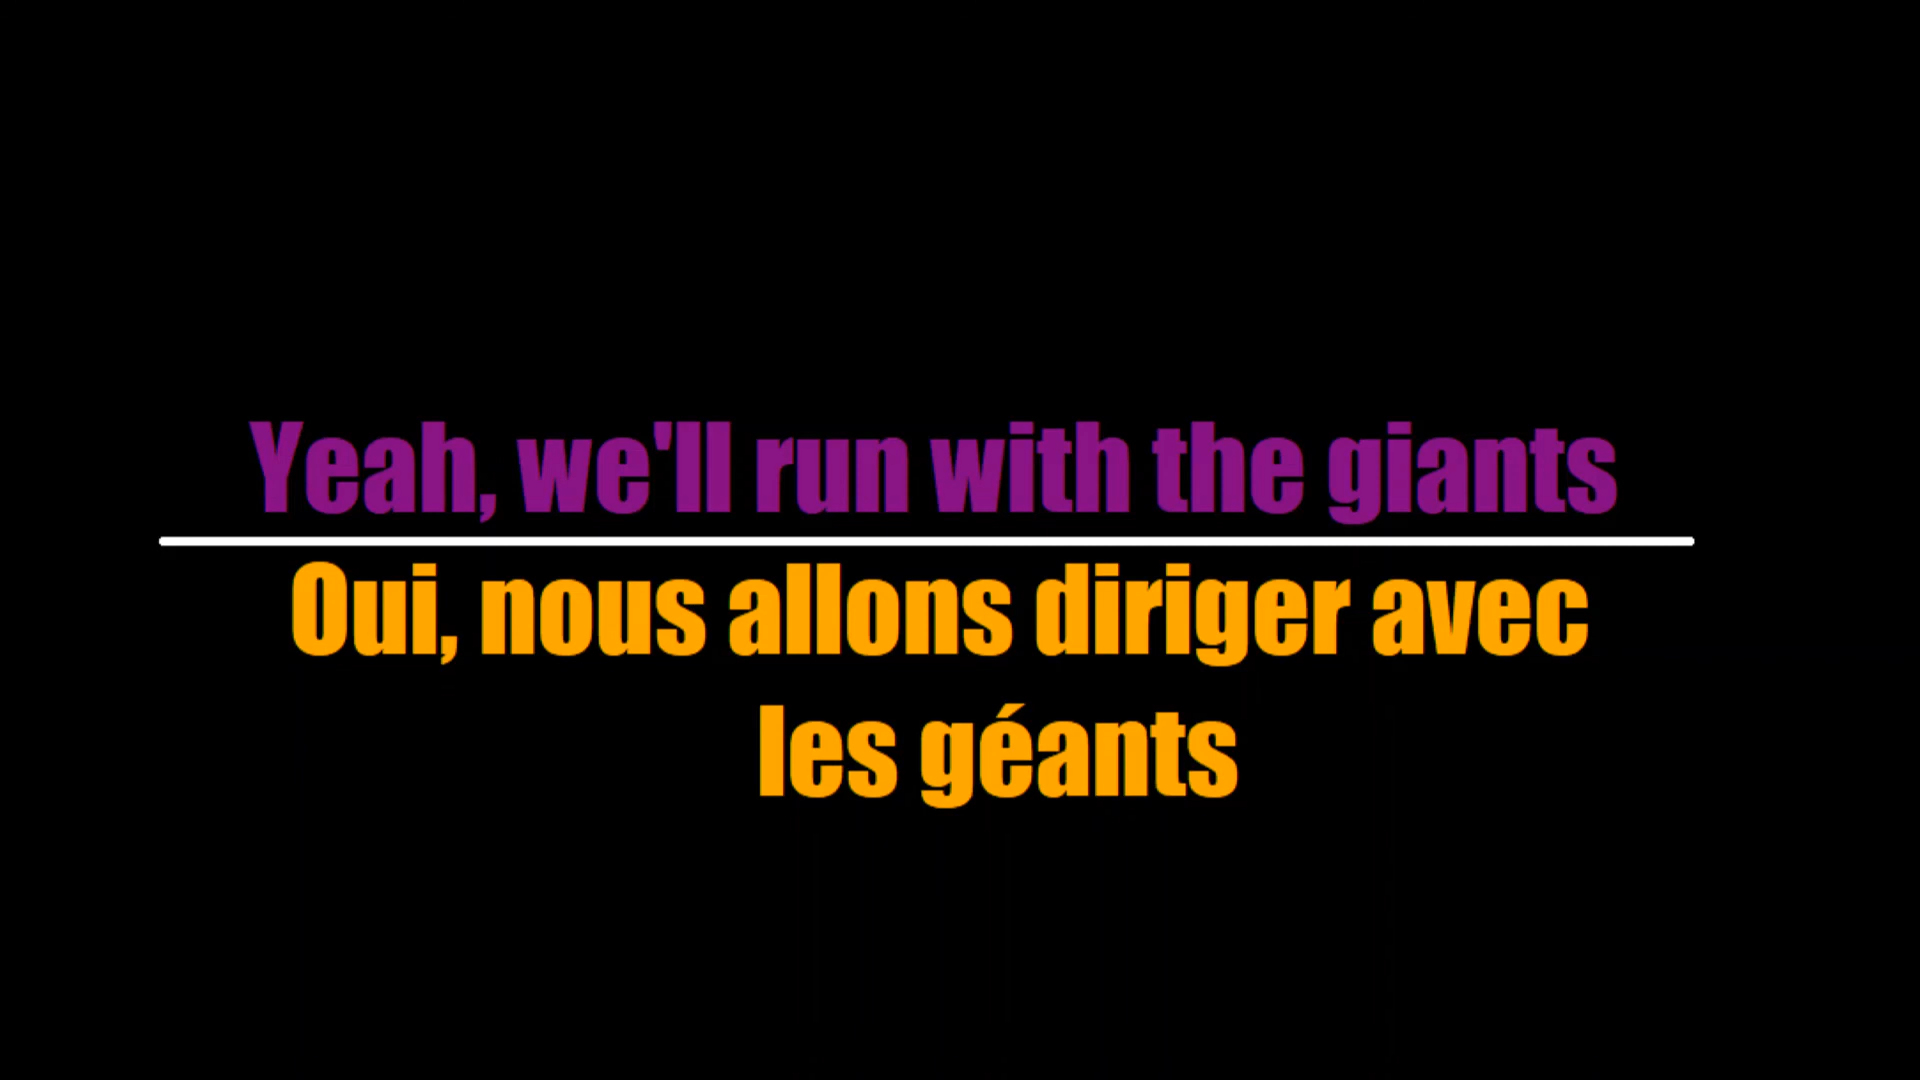 Yeah, we'll run with the giants
Oui, nous allons diriger avec
les géants